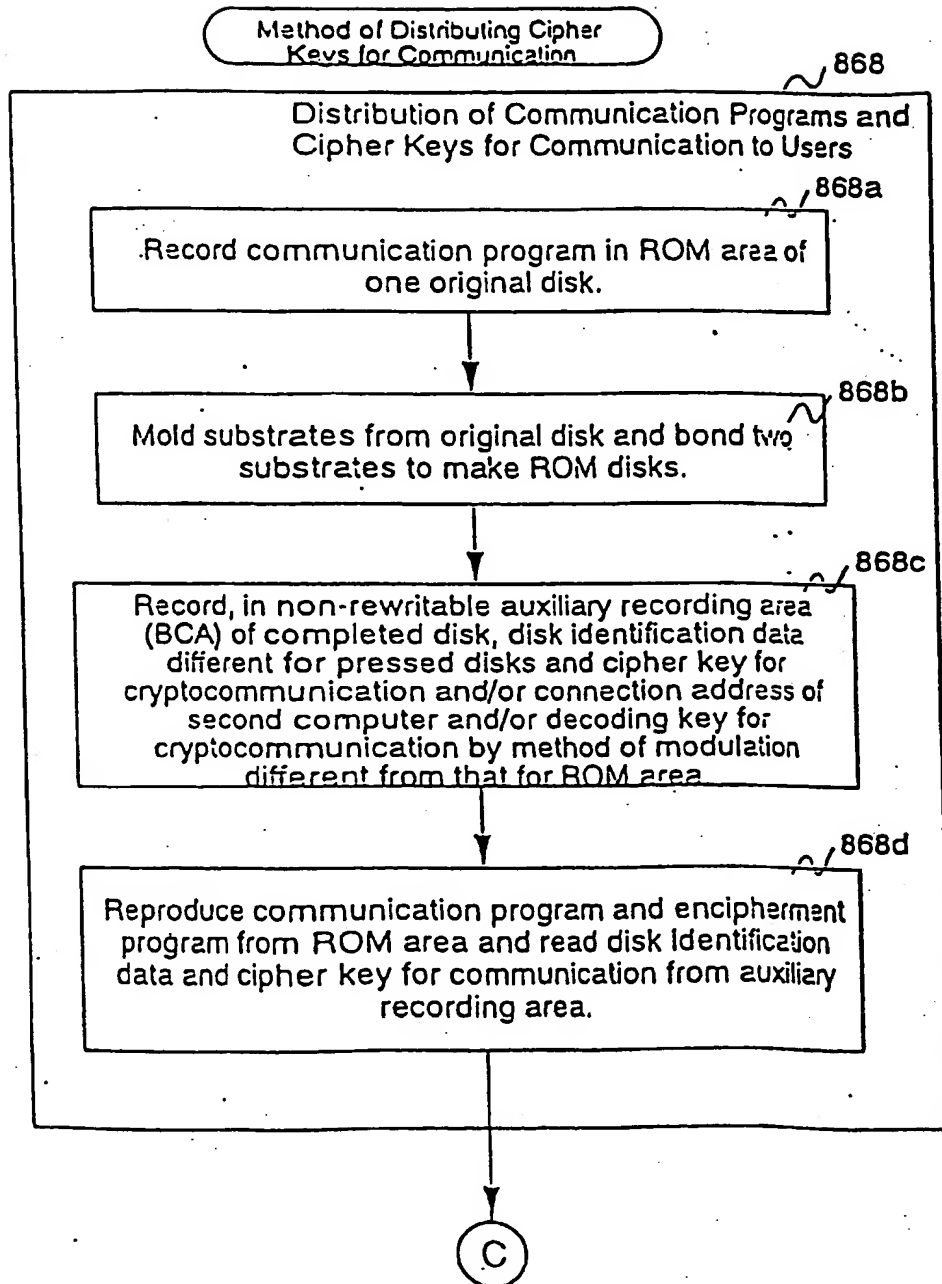 Method of Distributing Cipher
Keys for Communication
868
Distribution of Communication Programs and
Cipher Keys for Communication to Users
868a
Record communication program in ROM area of
one original disk.
868b
Mold substrates from original disk and bond two
substrates to make ROM disks.
868c
Record, in non-rewritable auxiliary recording area
(BCA) of completed disk, disk identification data
different for pressed disks and cipher key for
cryptocommunication and/or connection address of
second computer and/or decoding key for
cryptocommunication by method of modulation
different from that for ROM area
868d
Reproduce communication program and encipherment
program from ROM area and read disk identification
data and cipher key for communication from auxiliary
recording area.
C